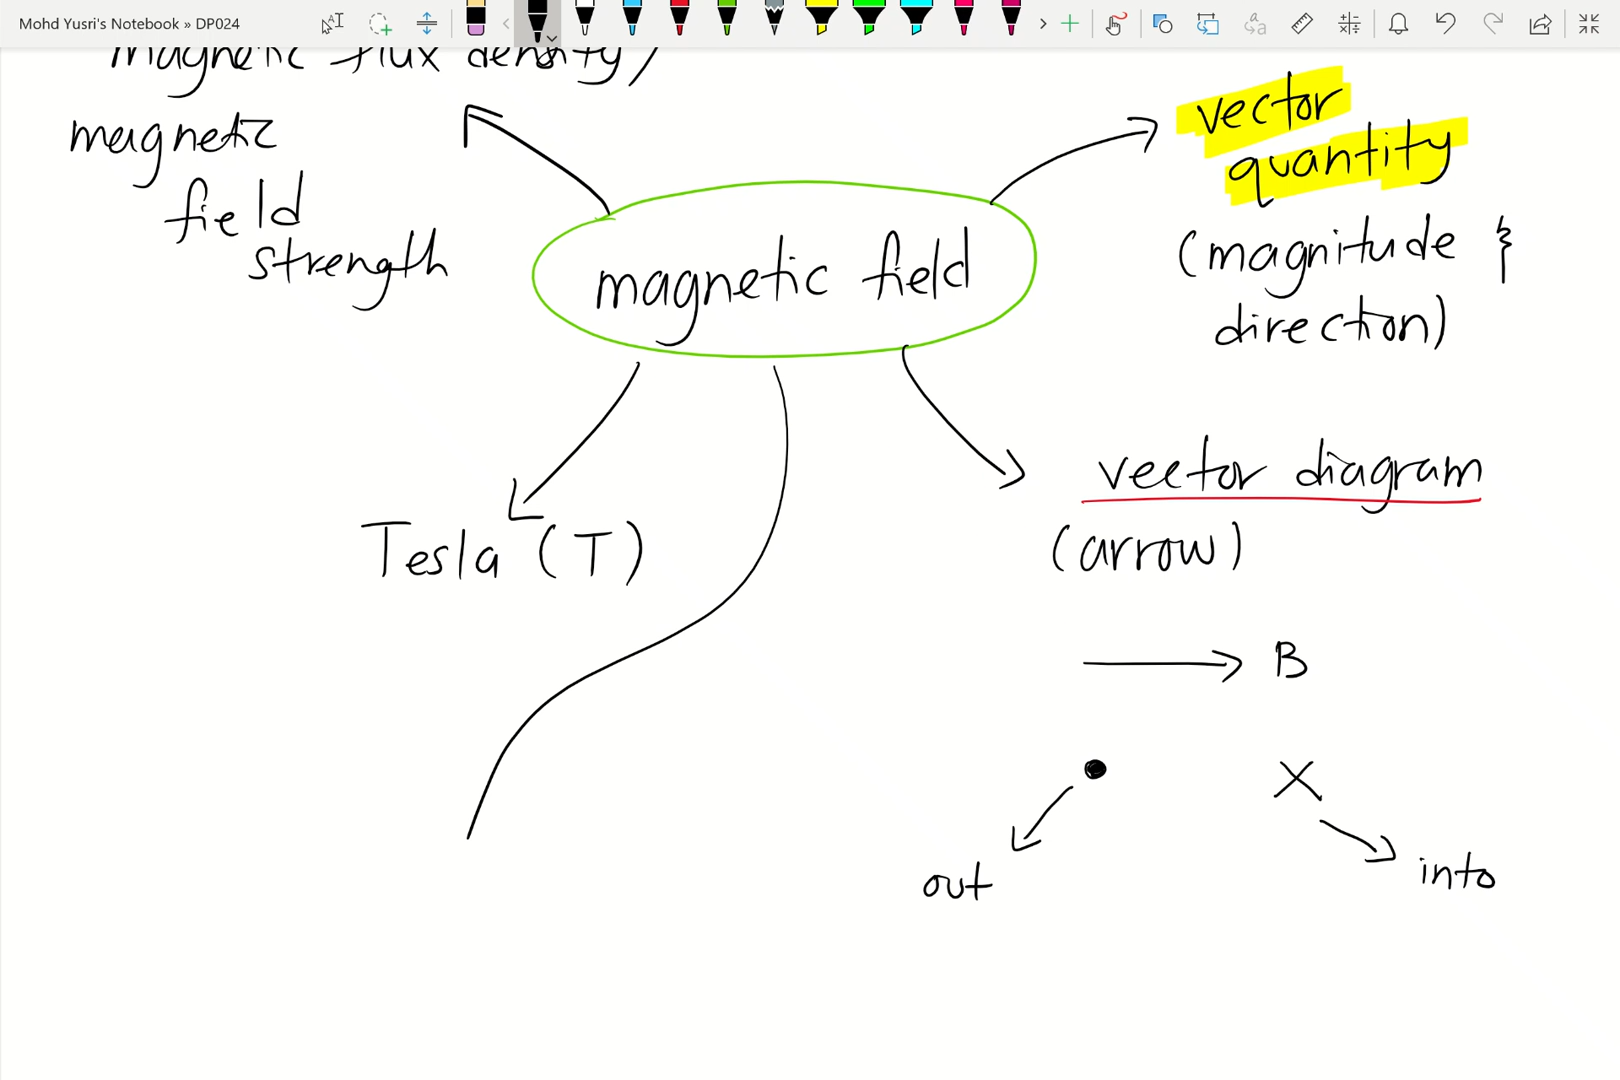 Mohd Yusri's Notebook » DP024
magnetic flux density /
magnetic
field
strength
vector
quantity
(magnitude &
direction)
magnetic field
Tesla (T)
vector diagram
(arrow)
B
X
out
into